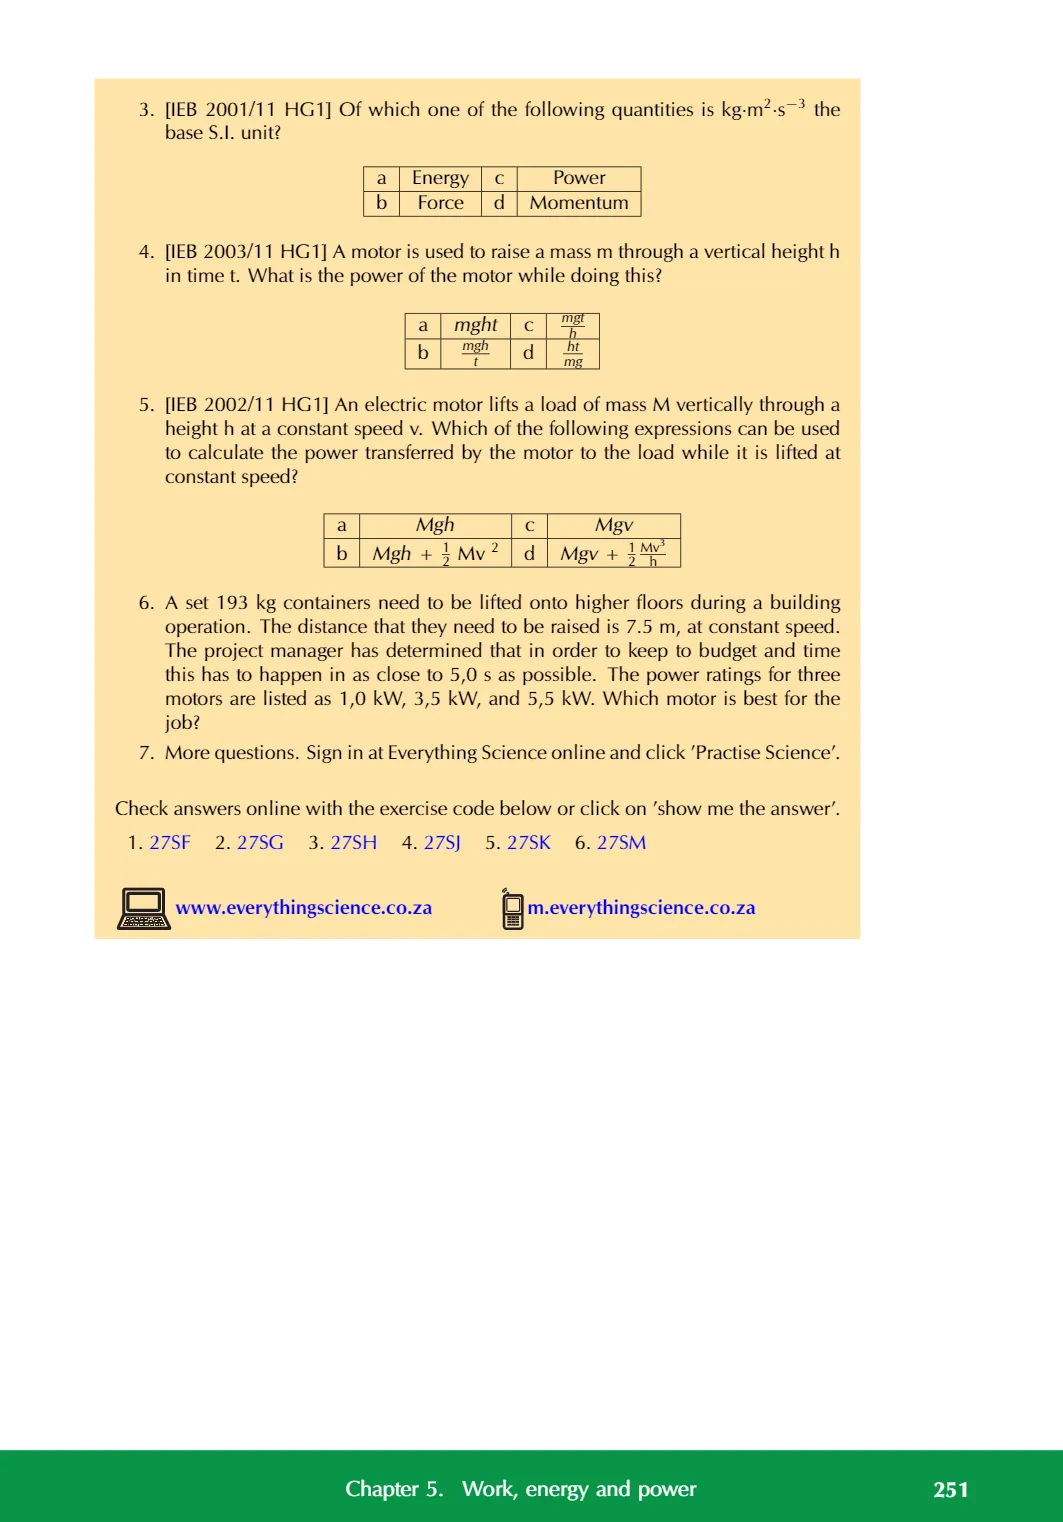 3. [IEB 2001/11 HG1] Of which one of the following quantities is kg·m²·s⁻³ the
base S.I. unit?
a Energy c Power
b Force d Momentum
4. [IEB 2003/11 HG1] A motor is used to raise a mass m through a vertical height h
in time t. What is the power of the motor while doing this?
a mght c mgt/h
b mgh/t d ht/mg
5. [IEB 2002/11 HG1] An electric motor lifts a load of mass M vertically through a
height h at a constant speed v. Which of the following expressions can be used
to calculate the power transferred by the motor to the load while it is lifted at
constant speed?
a Mgh c Mgv
b Mgh + 1/2 Mv ² d Mgv + 1/2 Mv³/h
6. A set 193 kg containers need to be lifted onto higher floors during a building
operation. The distance that they need to be raised is 7.5 m, at constant speed.
The project manager has determined that in order to keep to budget and time
this has to happen in as close to 5,0 s as possible. The power ratings for three
motors are listed as 1,0 kW, 3,5 kW, and 5,5 kW. Which motor is best for the
job?
7. More questions. Sign in at Everything Science online and click ’Practise Science’.
Check answers online with the exercise code below or click on ’show me the answer’.
1. 27SF 2. 27SG 3. 27SH 4. 27SJ 5. 27SK 6. 27SM
www.everythingscience.co.za m.everythingscience.co.za
Chapter 5. Work, energy and power 251